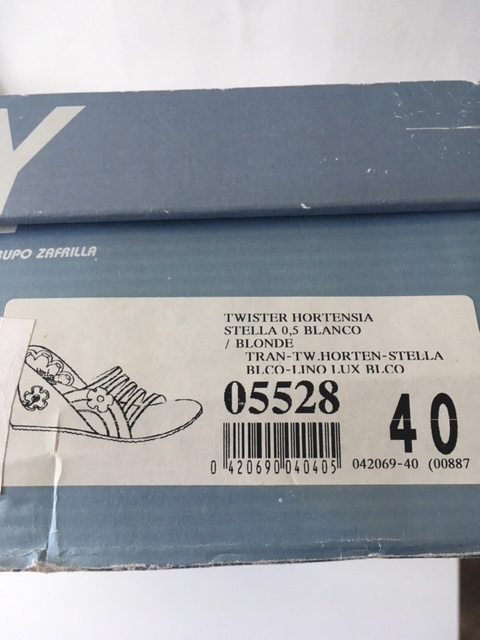 Y
RUPO ZAFRILLA
TWISTER HORTENSIA
STELLA 0,5 BLANCO
/ BLONDE
TRAN-TW.HORTEN-STELLA
BLCO-LINO LUX BLCO
05528
40
0 420690 040405
042069-40 (00887